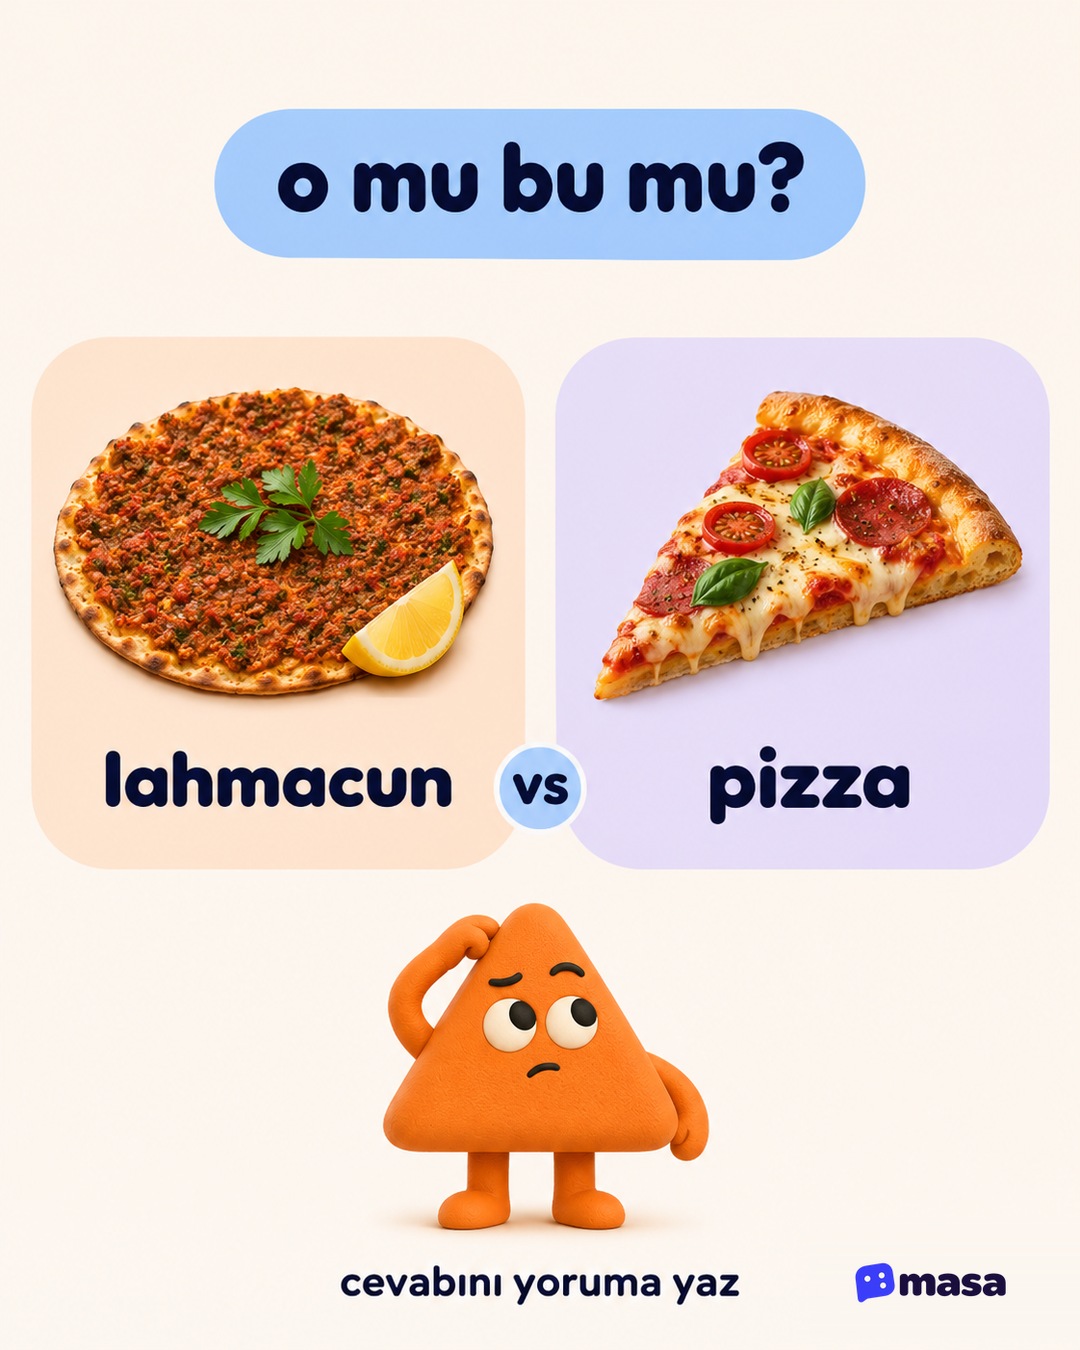 o mu bu mu?
lahmacun
vs
pizza
cevabını yoruma yaz
masa